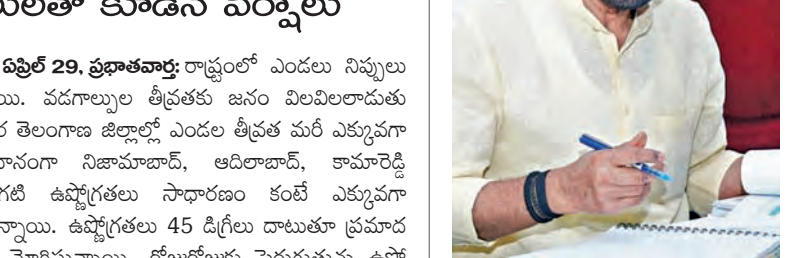 కూడిన వర్షాలు
ఏప్రిల్ 29, ప్రభాతవార్త: రాష్ట్రంలో ఎండలు నిప్పులు
యి. వడగాల్పుల తీవ్రతకు జనం విలవిలలాడుతు
ర తెలంగాణ జిల్లాల్లో ఎండల తీవ్రత మరీ ఎక్కువగా
నిజామాబాద్, ఆదిలాబాద్, కామారెడ్డి
గటి ఉష్ణోగ్రతలు సాధారణం కంటే ఎక్కువగా
న్నాయి. ఉష్ణోగ్రతలు 45 డిగ్రీలు దాటుతూ ప్రమాద